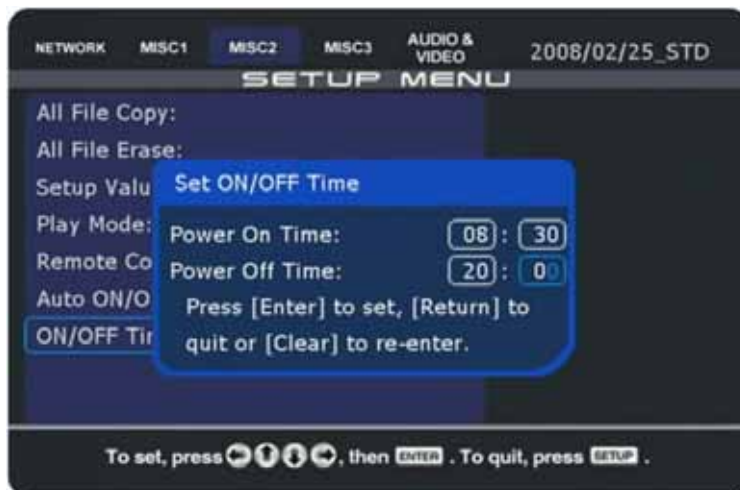 NETWORK MISC1 MISC2 MISC3 AUDIO & VIDEO 2008/02/25_STD
SETUP MENU
All File Copy:
All File Erase:
Setup Valu
Set ON/OFF Time
Play Mode:
Power On Time: 08 : 30
Remote Co
Power Off Time: 20 : 00
Auto ON/O
Press [Enter] to set, [Return] to
ON/OFF Tir
quit or [Clear] to re-enter.
To set, press , then ENTER . To quit, press SETUP .